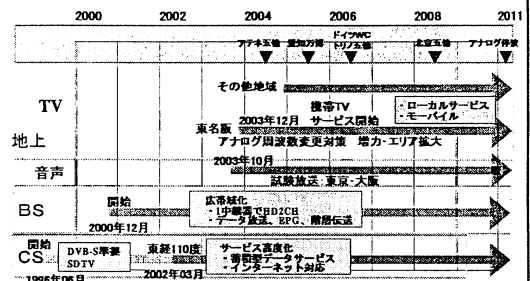 2000 2002 2004 2006 2008 2011
アテネ五輪 愛知万博 ドイツWC トリノ五輪 北京五輪 アナログ停波
その他地域
TV
地上
携帯TV
・ローカルサービス
・モーバイル
東名阪 2003年12月 サービス開始
アナログ周波数変更対策 増力・エリア拡大
音声
2003年10月
試験放送：東京・大阪
BS
開始
2000年12月
広帯域化
・1中継器でHD2CH
・データ放送、EPG、階層伝送
CS
開始
1996年06月
DVB-S準拠
SDTV
東経110度
2002年03月
サービス高度化
・蓄積型データサービス
・インターネット対応